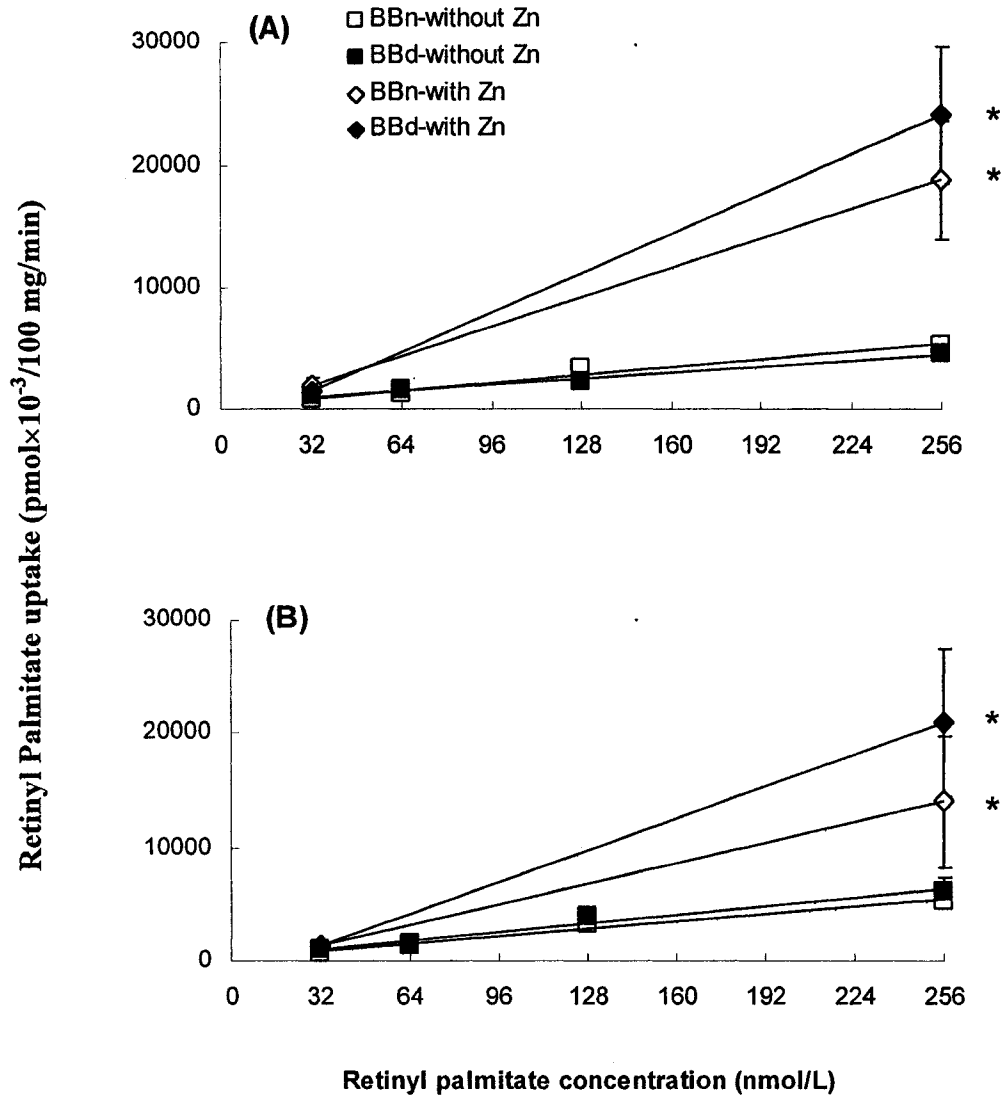 (A)
BBn-without Zn
BBd-without Zn
BBn-with Zn
BBd-with Zn
30000
20000
10000
0
0 32 64 96 128 160 192 224 256
*
*
Retinyl Palmitate uptake (pmol×10⁻³/100 mg/min)
(B)
30000
20000
10000
0
0 32 64 96 128 160 192 224 256
*
*
Retinyl palmitate concentration (nmol/L)